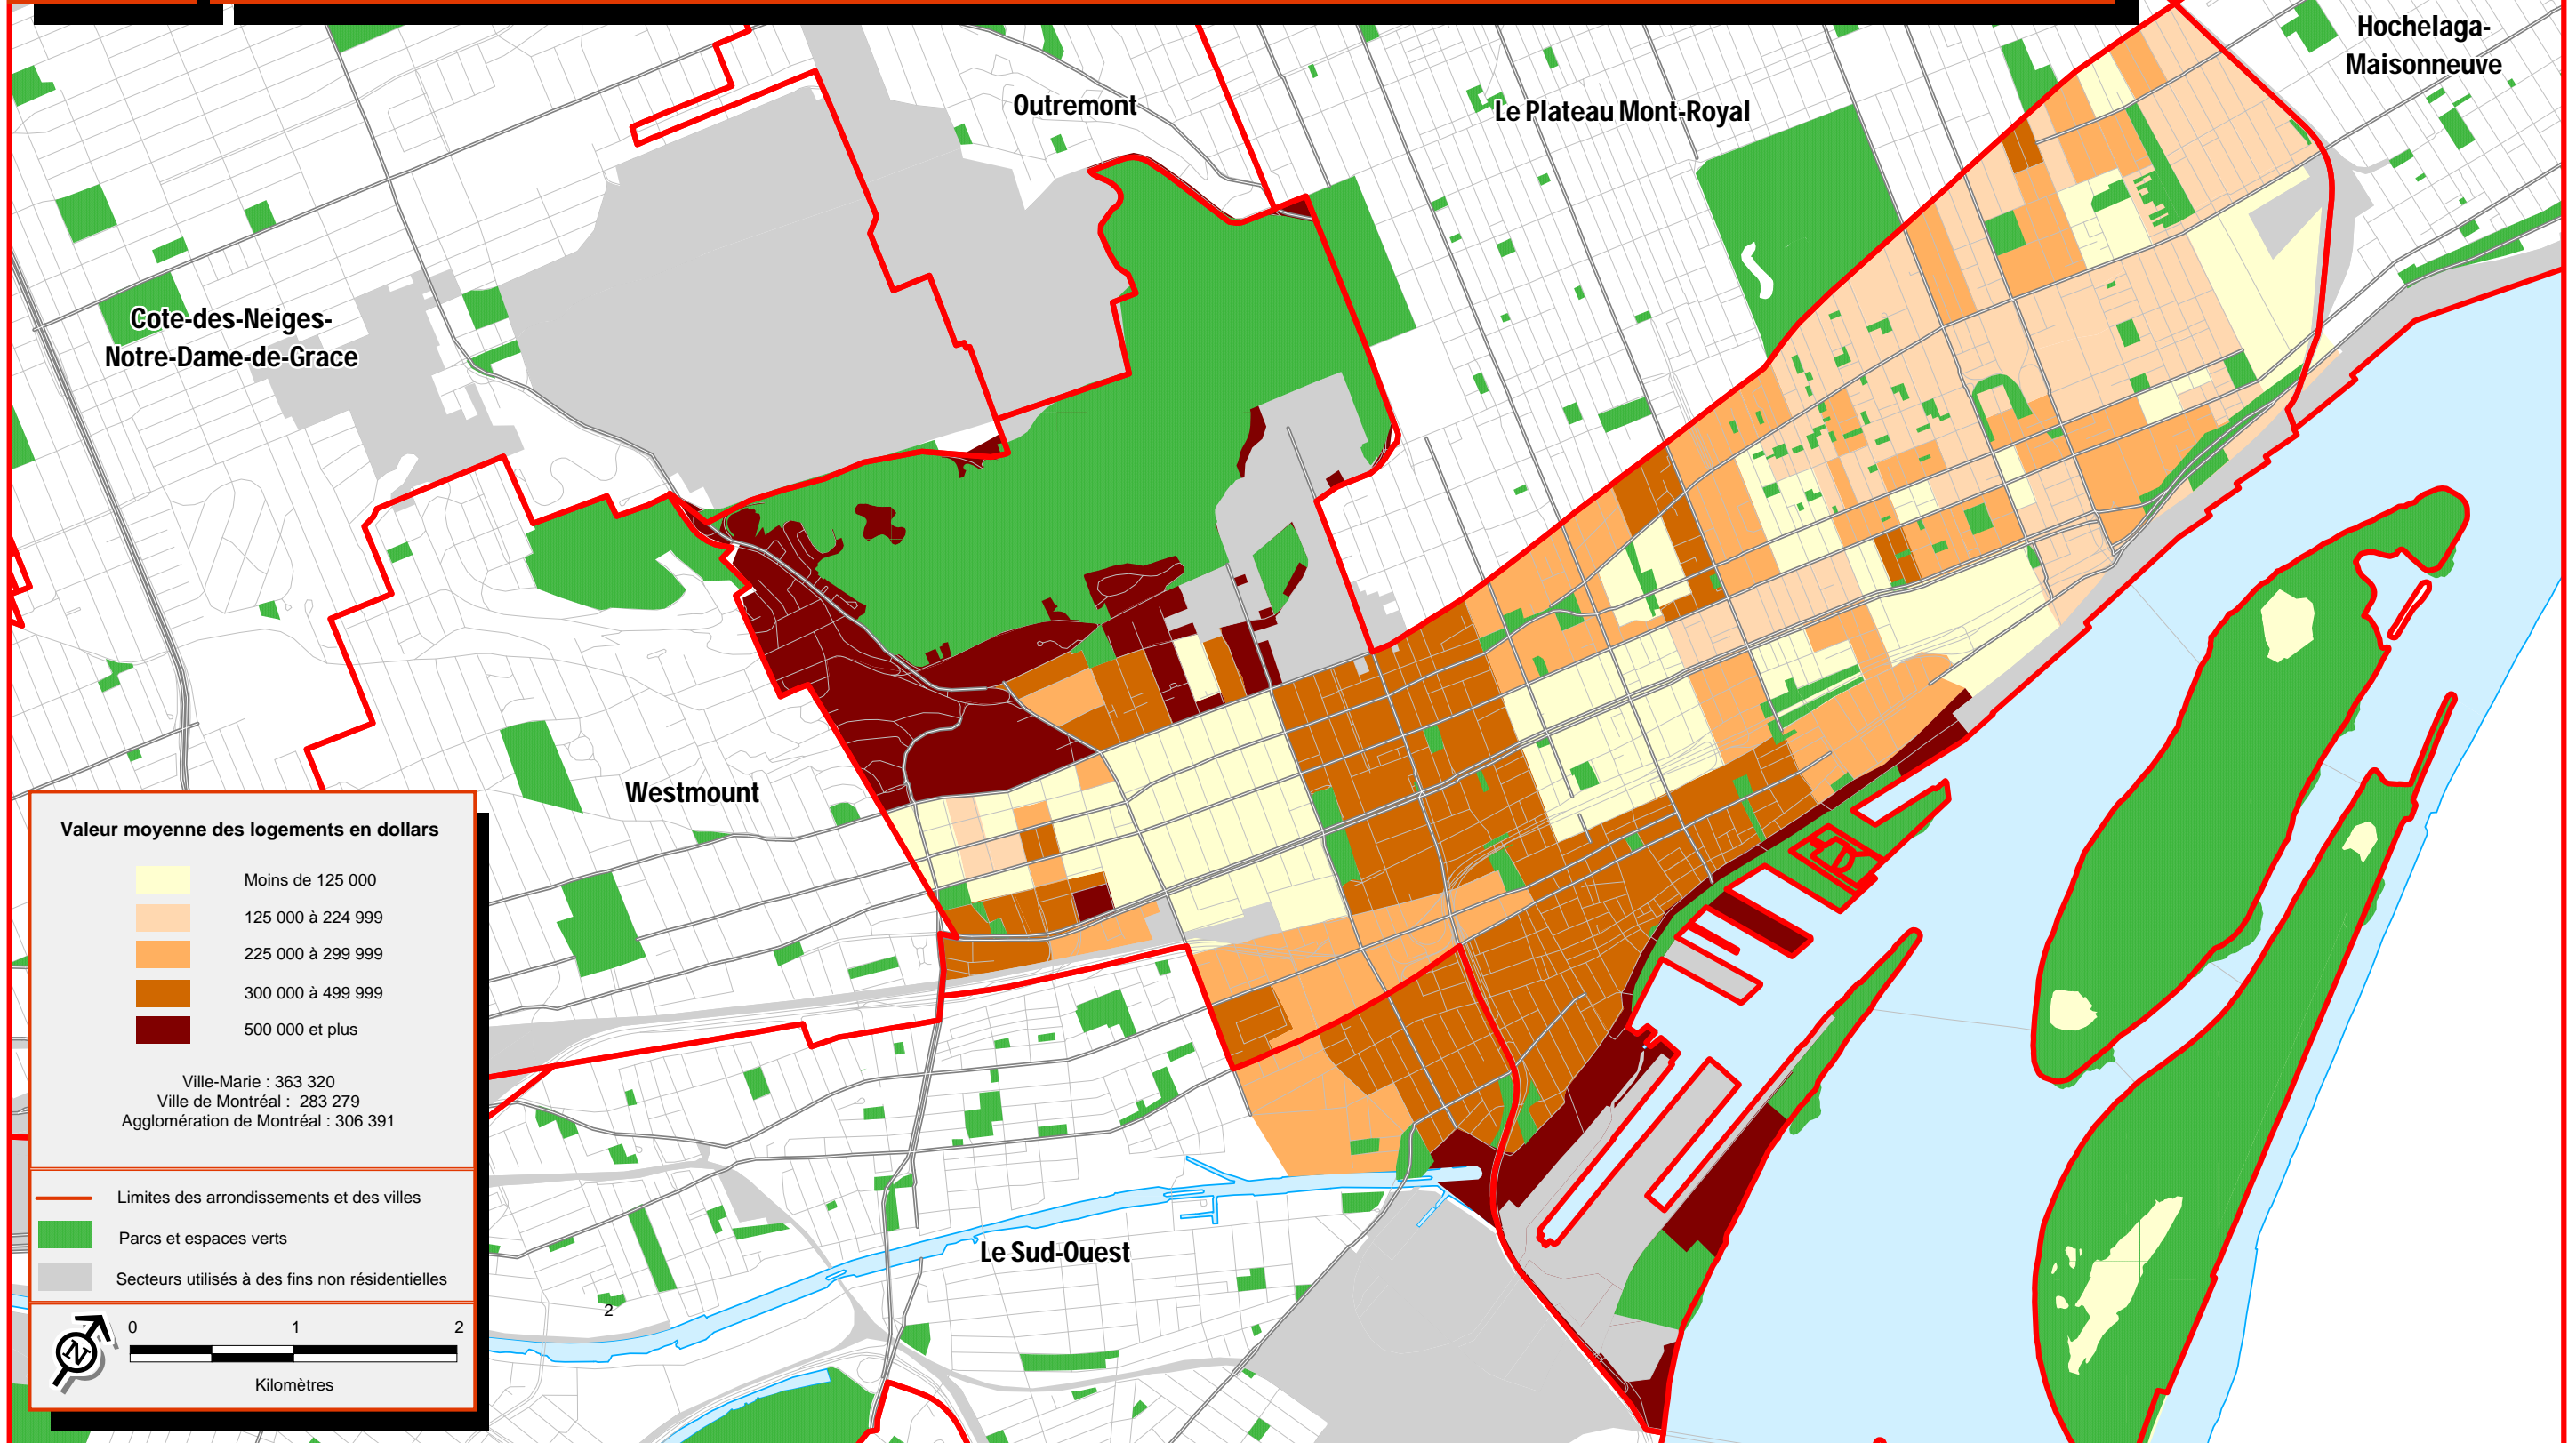 Hochelaga-
Maisonneuve
Outremont
Le Plateau Mont-Royal
Cote-des-Neiges-
Notre-Dame-de-Grace
Westmount
Le Sud-Ouest
2
Valeur moyenne des logements en dollars
Moins de 125 000
125 000 à 224 999
225 000 à 299 999
300 000 à 499 999
500 000 et plus
Ville-Marie : 363 320
Ville de Montréal : 283 279
Agglomération de Montréal : 306 391
Limites des arrondissements et des villes
Parcs et espaces verts
Secteurs utilisés à des fins non résidentielles
N
0 1 2
Kilomètres